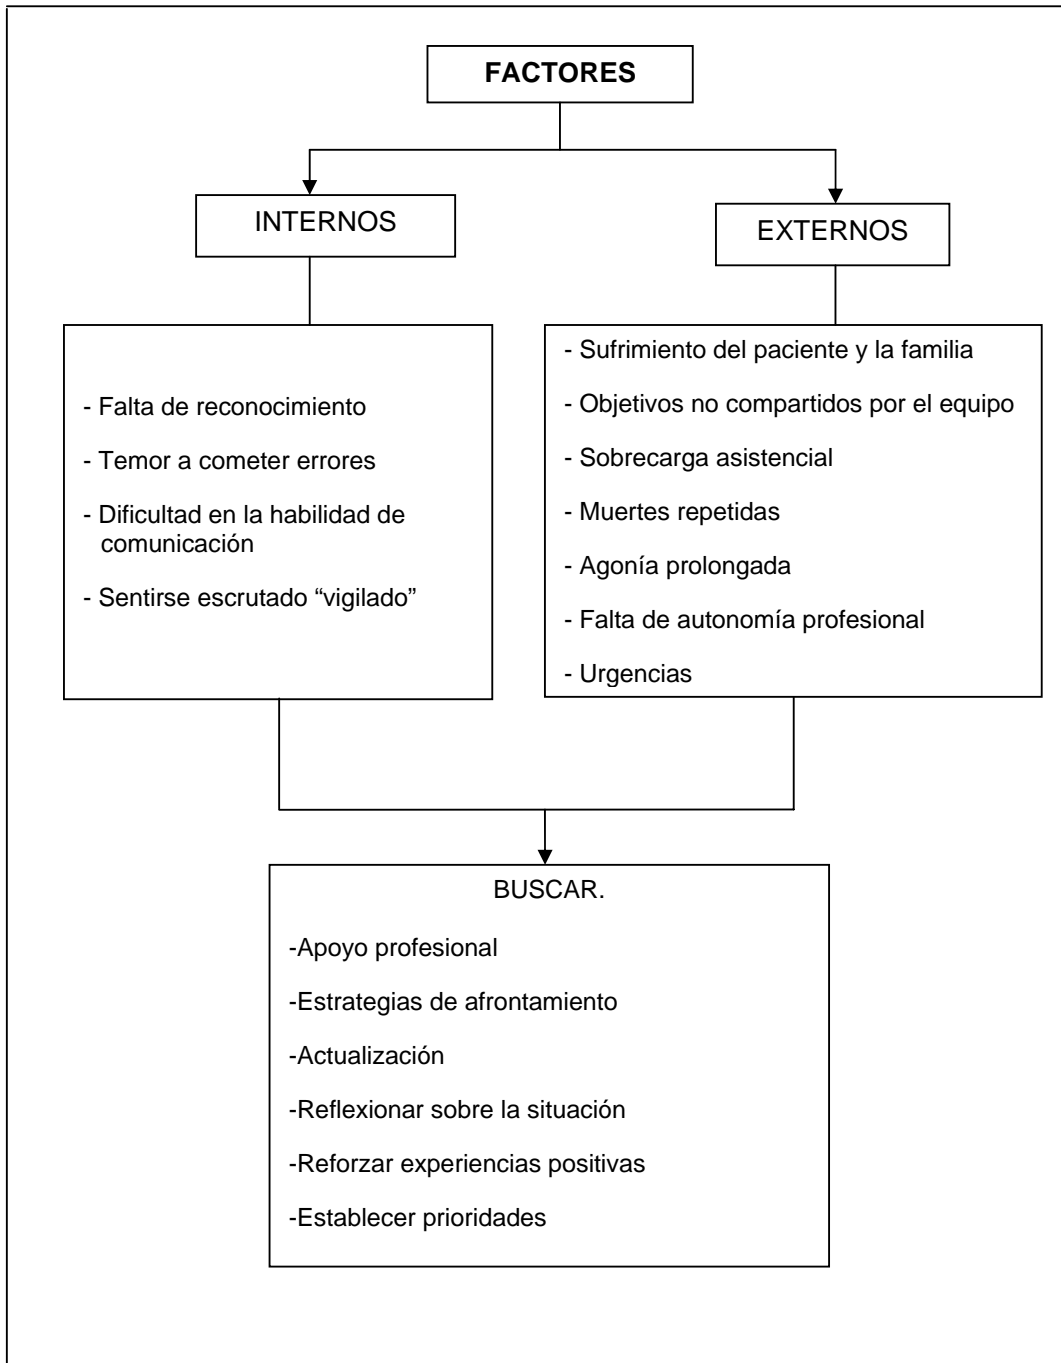 FACTORES
INTERNOS
- Falta de reconocimiento
- Temor a cometer errores
- Dificultad en la habilidad de
comunicación
- Sentirse escrutado “vigilado”
EXTERNOS
- Sufrimiento del paciente y la familia
- Objetivos no compartidos por el equipo
- Sobrecarga asistencial
- Muertes repetidas
- Agonía prolongada
- Falta de autonomía profesional
- Urgencias
BUSCAR.
-Apoyo profesional
-Estrategias de afrontamiento
-Actualización
-Reflexionar sobre la situación
-Reforzar experiencias positivas
-Establecer prioridades